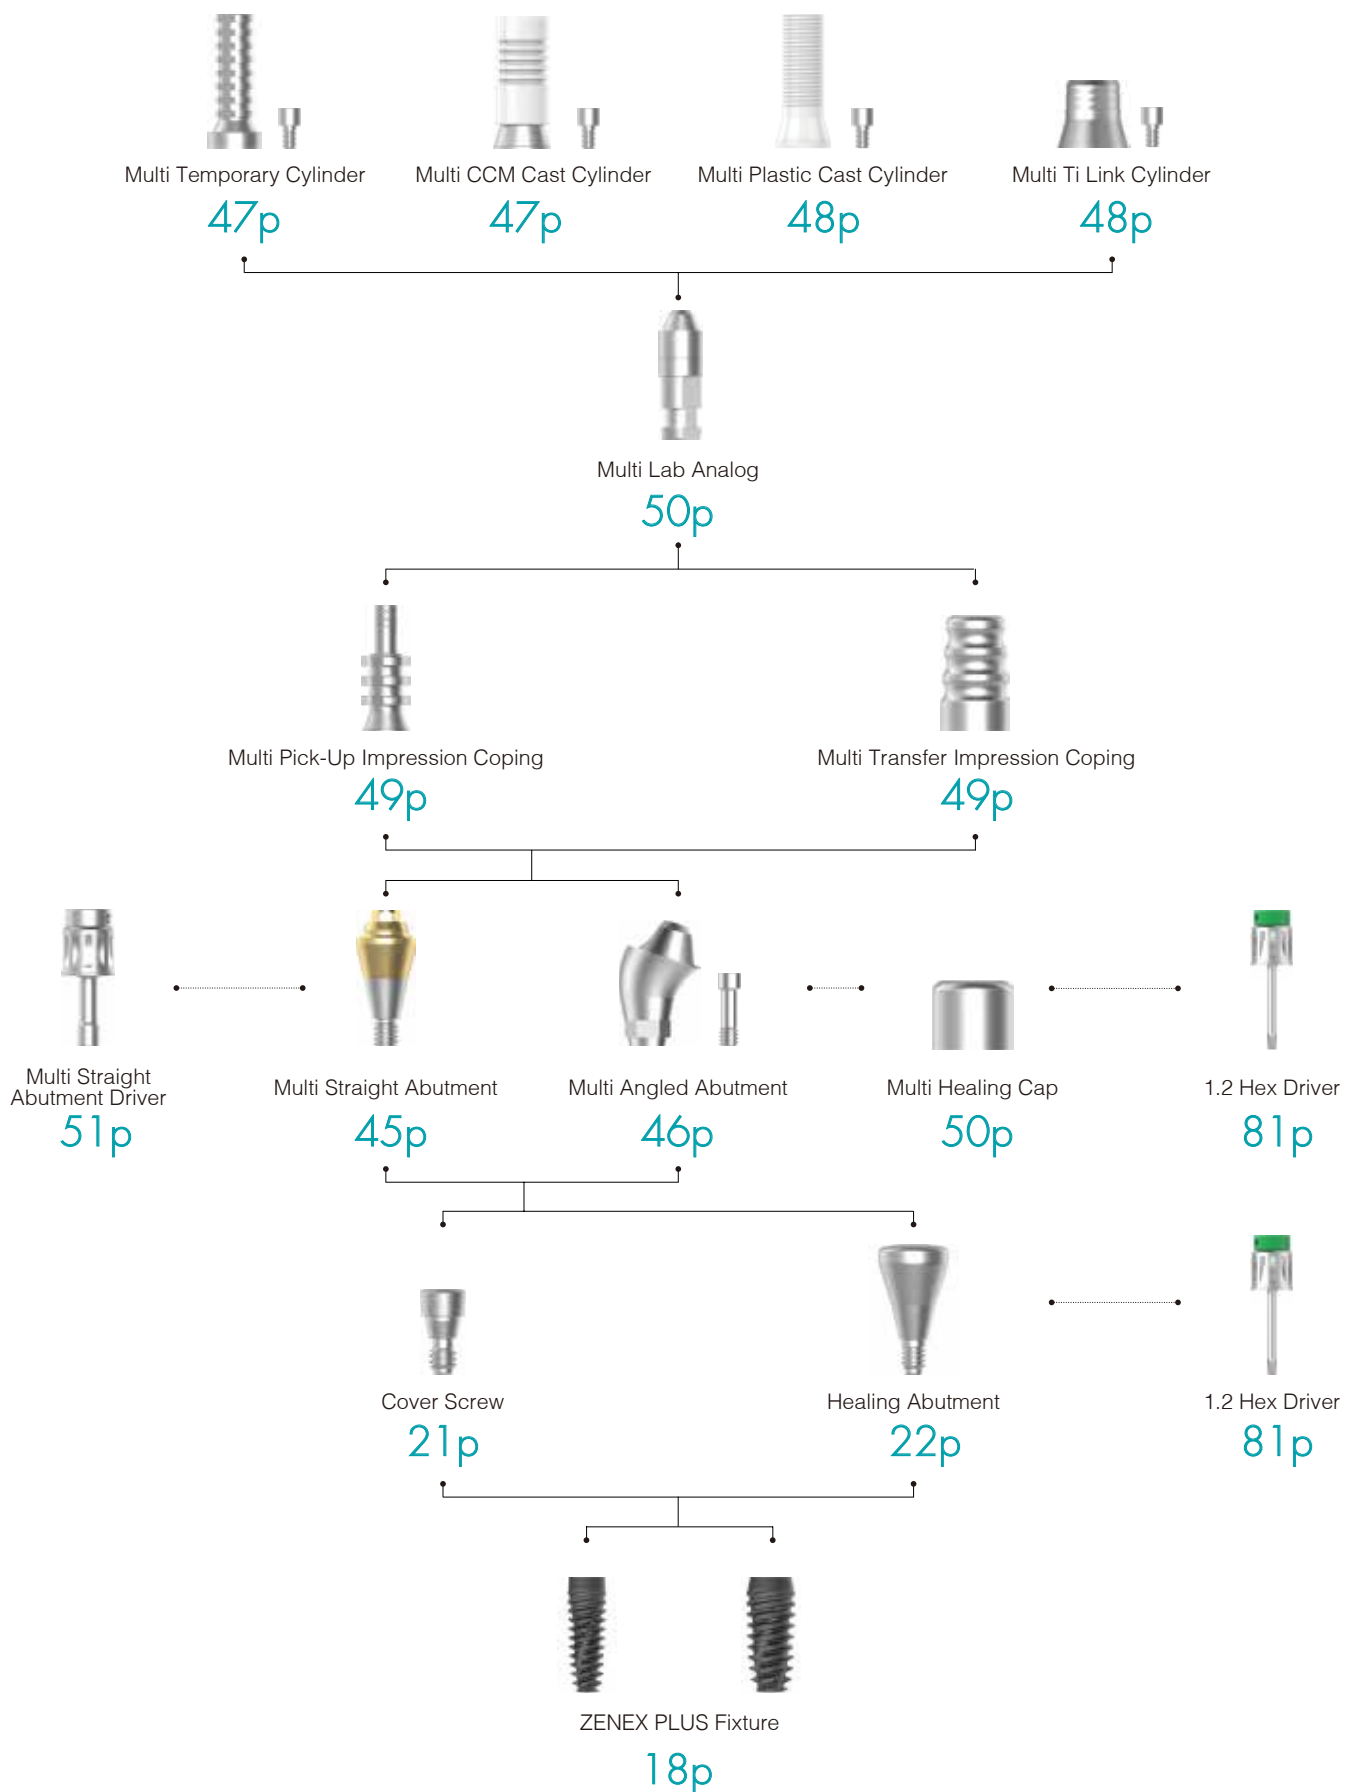 Multi Temporary Cylinder
47p
Multi CCM Cast Cylinder
47p
Multi Plastic Cast Cylinder
48p
Multi Ti Link Cylinder
48p
Multi Lab Analog
50p
Multi Pick-Up Impression Coping
49p
Multi Transfer Impression Coping
49p
Multi Straight
Abutment Driver
51p
Multi Straight Abutment
45p
Multi Angled Abutment
46p
Multi Healing Cap
50p
1.2 Hex Driver
81p
Cover Screw
21p
Healing Abutment
22p
1.2 Hex Driver
81p
ZENEX PLUS Fixture
18p